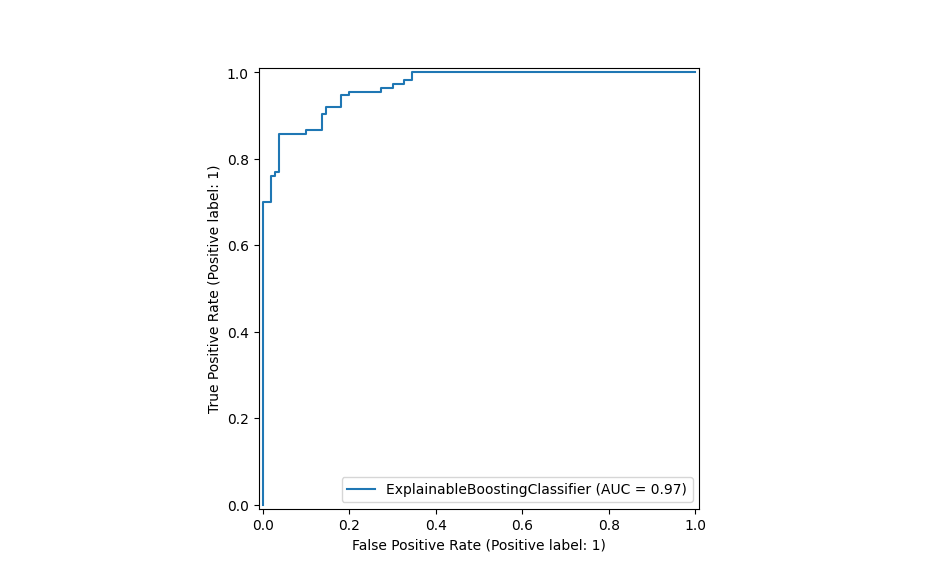 1.0
0.8
0.6
0.4
0.2
0.0
True Positive Rate (Positive label: 1)
ExplainableBoostingClassifier (AUC = 0.97)
0.0 0.2 0.4 0.6 0.8 1.0
False Positive Rate (Positive label: 1)